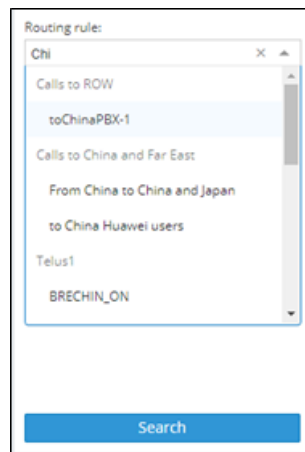 Routing rule:
Chi
Calls to ROW
toChinaPBX-1
Calls to China and Far East
From China to China and Japan
to China Huawei users
Telus1
BRECHIN_ON
Search